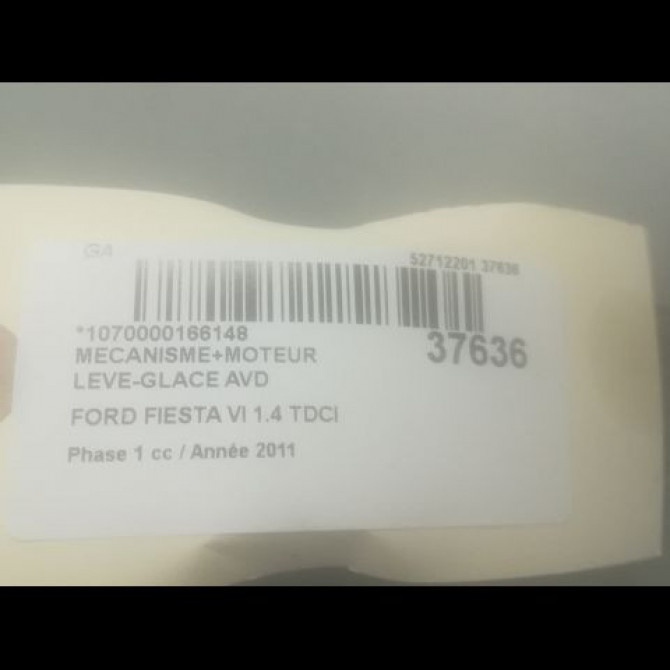 GA
52712201 37636
*1070000166148
37636
MECANISME+MOTEUR
LEVE-GLACE AVD
FORD FIESTA VI 1.4 TDCI
Phase 1 cc / Année 2011